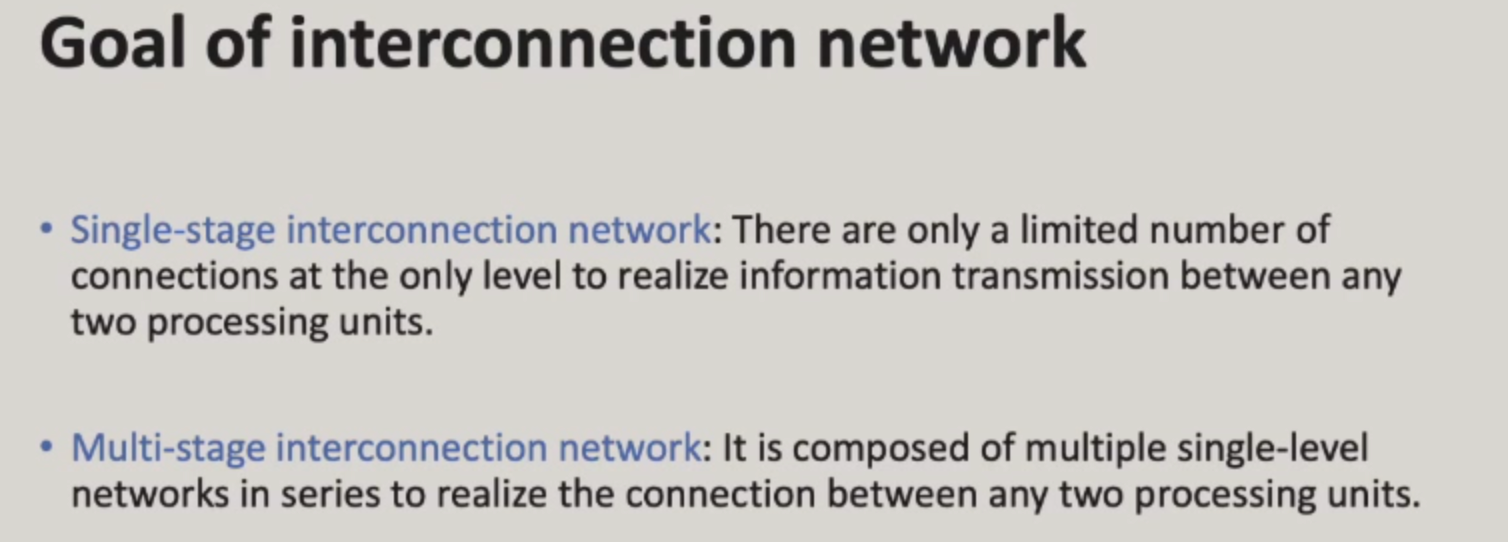 Goal of interconnection network
• Single-stage interconnection network: There are only a limited number of
connections at the only level to realize information transmission between any
two processing units.
• Multi-stage interconnection network: It is composed of multiple single-level
networks in series to realize the connection between any two processing units.